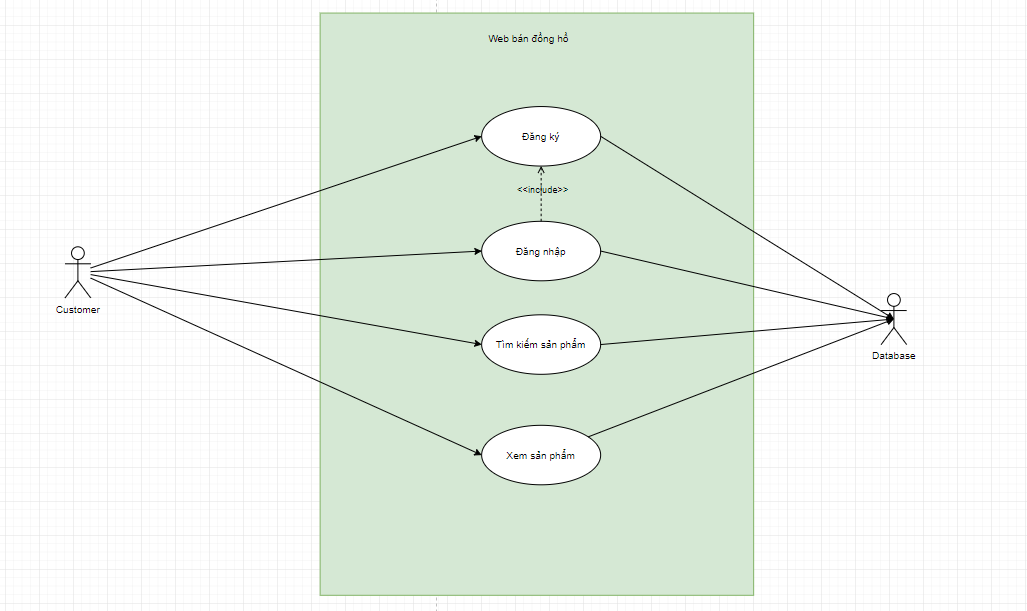 Web bán đồng hồ
Đăng ký
<<include>>
Đăng nhập
Customer
Tìm kiếm sản phẩm
Database
Xem sản phẩm